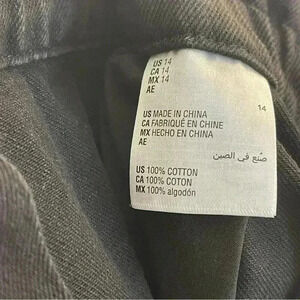 US 14
CA 14
MX 14
AE
14
US MADE IN CHINA
CA FABRIQUÉ EN CHINE
MX HECHO EN CHINA
AE
صنع في الصين
US 100% COTTON
CA 100% COTON
MX 100% algodón